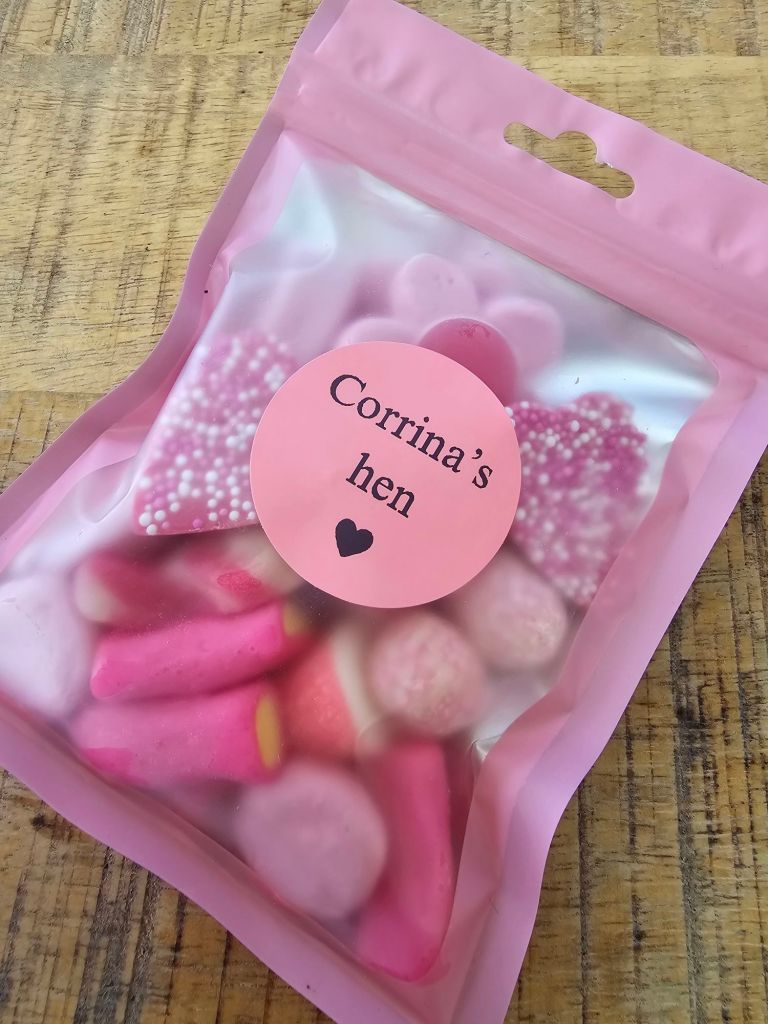 Corrina’s
hen
🖤